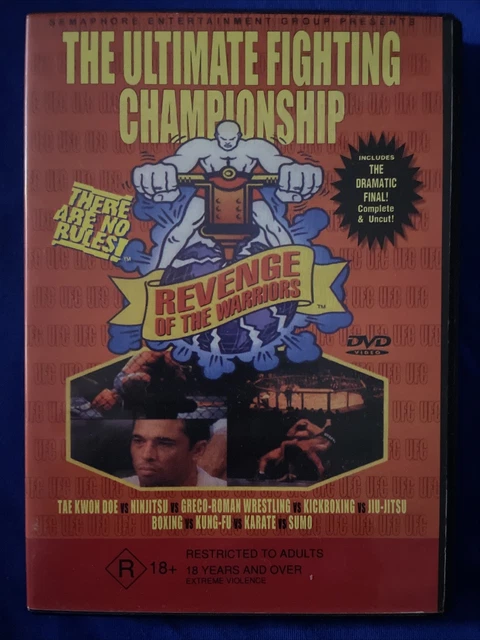 SEMAPHORE ENTERTAINMENT GROUP PRESENTS
THE ULTIMATE FIGHTING
CHAMPIONSHIP
INCLUDES
THE
DRAMATIC
FINAL!
Complete
& Uncut!
THERE
ARE NO
RULES!
TM
REVENGE
OF THE WARRIORS
TM
DVD
VIDEO
TAE KWON DOE VS NINJITSU VS GRECO-ROMAN WRESTLING VS KICKBOXING VS JIU-JITSU
BOXING VS KUNG-FU VS KARATE VS SUMO
R 18+
RESTRICTED TO ADULTS
18 YEARS AND OVER
EXTREME VIOLENCE